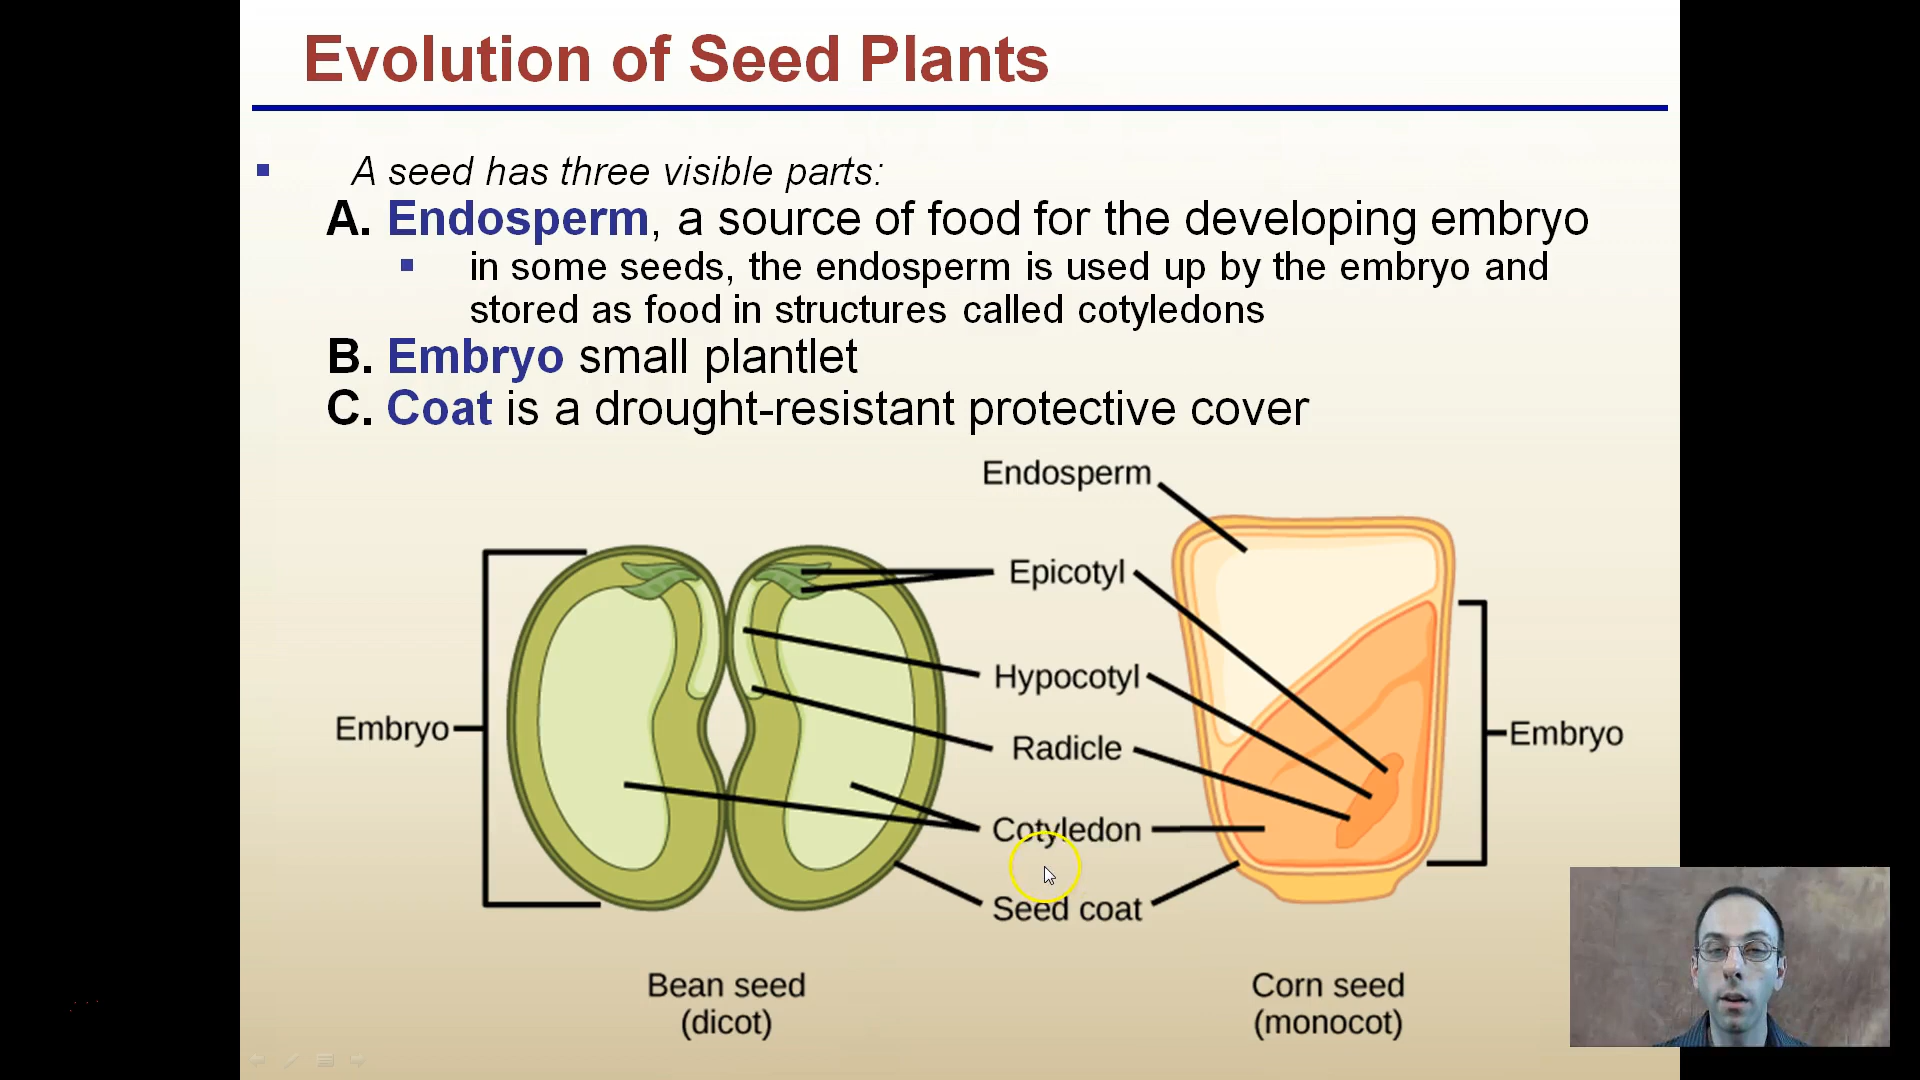 Evolution of Seed Plants
A seed has three visible parts:
A. Endosperm, a source of food for the developing embryo
in some seeds, the endosperm is used up by the embryo and
stored as food in structures called cotyledons
B. Embryo small plantlet
C. Coat is a drought-resistant protective cover
Endosperm
Epicotyl
Hypocotyl
Embryo
Radicle
Embryo
Cotyledon
Seed coat
Bean seed
(dicot)
Corn seed
(monocot)